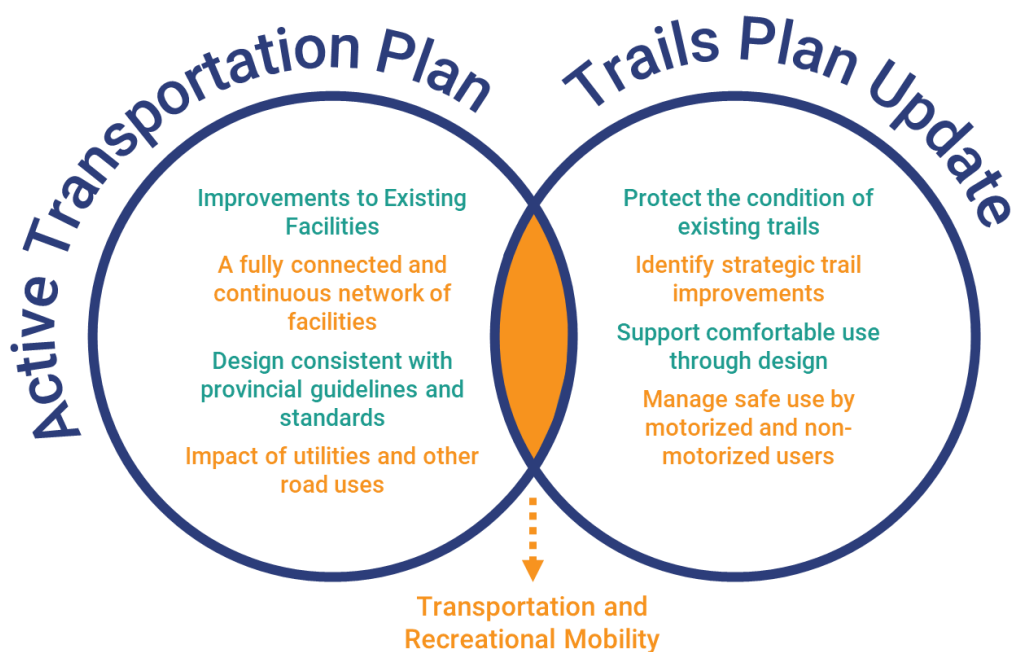 Active Transportation Plan
Trails Plan Update
Improvements to Existing
Facilities
A fully connected and
continuous network of
facilities
Design consistent with
provincial guidelines and
standards
Impact of utilities and other
road uses
Protect the condition of
existing trails
Identify strategic trail
improvements
Support comfortable use
through design
Manage safe use by
motorized and non-
motorized users
Transportation and
Recreational Mobility